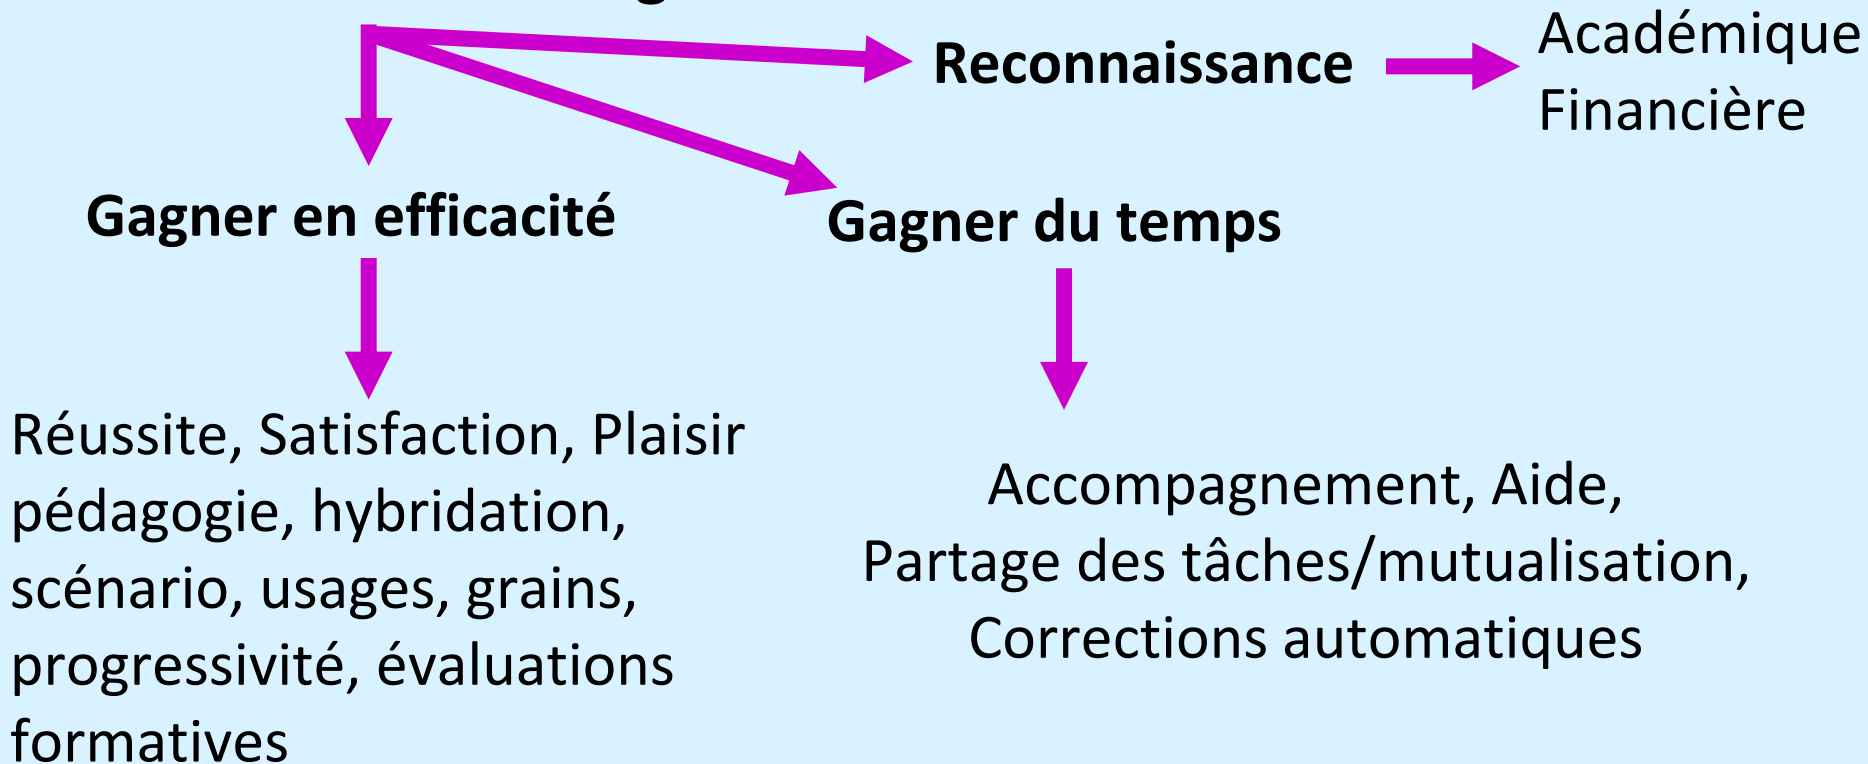 Reconnaissance
Académique
Financière
Gagner en efficacité
Gagner du temps
Réussite, Satisfaction, Plaisir
pédagogie, hybridation,
scénario, usages, grains,
progressivité, évaluations
formatives
Accompagnement, Aide,
Partage des tâches/mutualisation,
Corrections automatiques